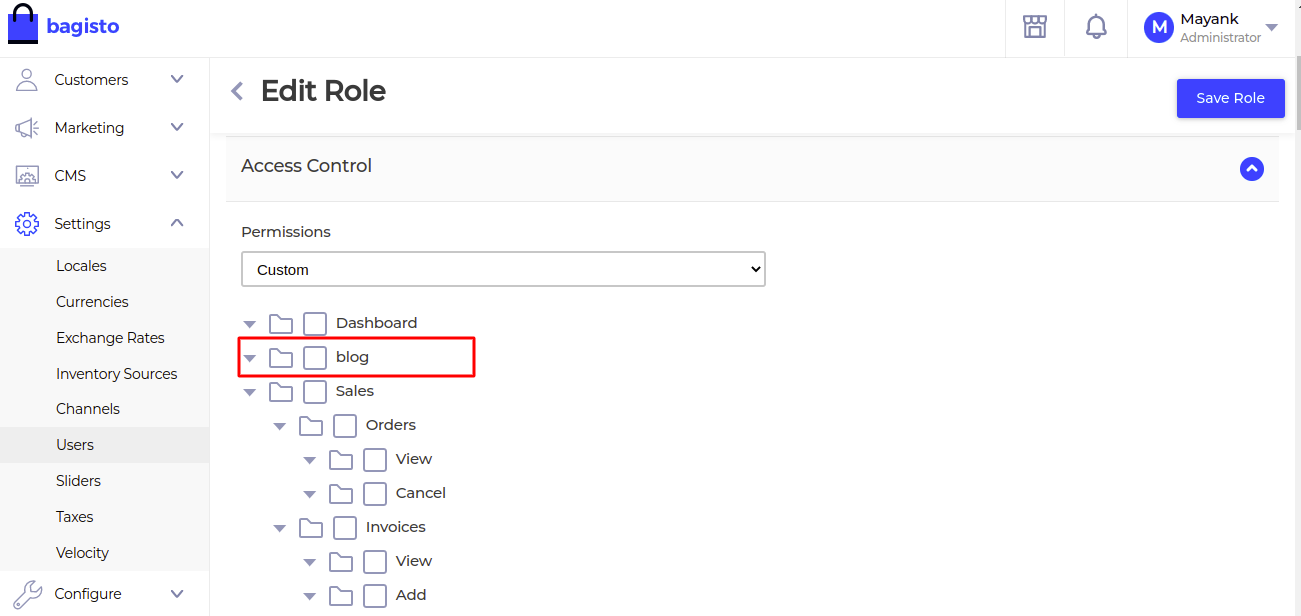 bagisto
M
Mayank
Administrator
Customers
Marketing
CMS
Settings
Locales
Currencies
Exchange Rates
Inventory Sources
Channels
Users
Sliders
Taxes
Velocity
Configure
Edit Role
Save Role
Access Control
Permissions
Custom
Dashboard
blog
Sales
Orders
View
Cancel
Invoices
View
Add